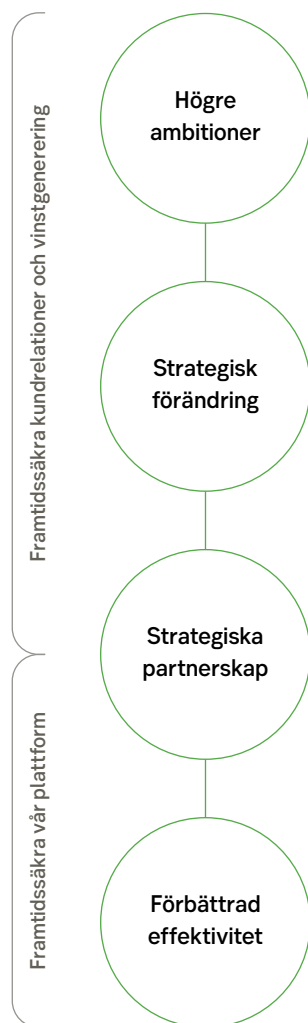 Framtidssäkra kundrelationer och vinstgenerering
Högre
ambitioner
Strategisk
förändring
Strategiska
partnerskap
Framtidssäkra vår plattform
Förbättrad
effektivitet